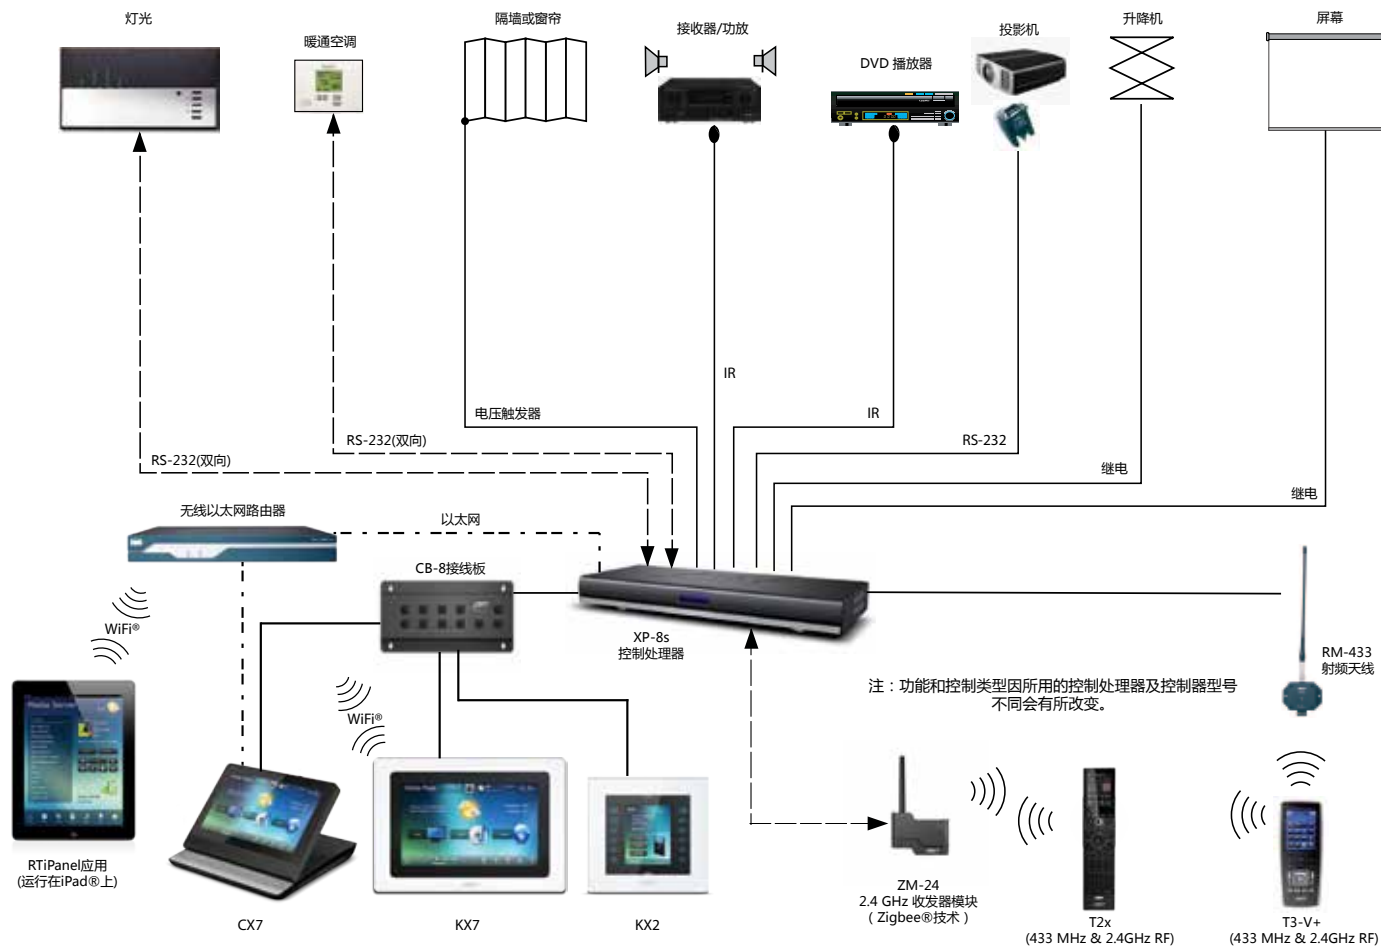 灯光
暖通空调
隔墙或窗帘
接收器/功放
DVD 播放器
投影机
升降机
屏幕
IR
电压触发器
IR
RS-232(双向)
RS-232
RS-232(双向)
继电
继电
无线以太网路由器
以太网
CB-8接线板
WiFi®
XP-8s
控制处理器
RM-433
射频天线
注：功能和控制类型因所用的控制处理器及控制器型号
不同会有所改变。
WiFi®
RTiPanel应用
(运行在iPad®上)
CX7
KX7
KX2
ZM-24
2.4 GHz 收发器模块
（ Zigbee®技术 ）
T2x
(433 MHz & 2.4GHz RF)
T3-V+
(433 MHz & 2.4GHz RF)